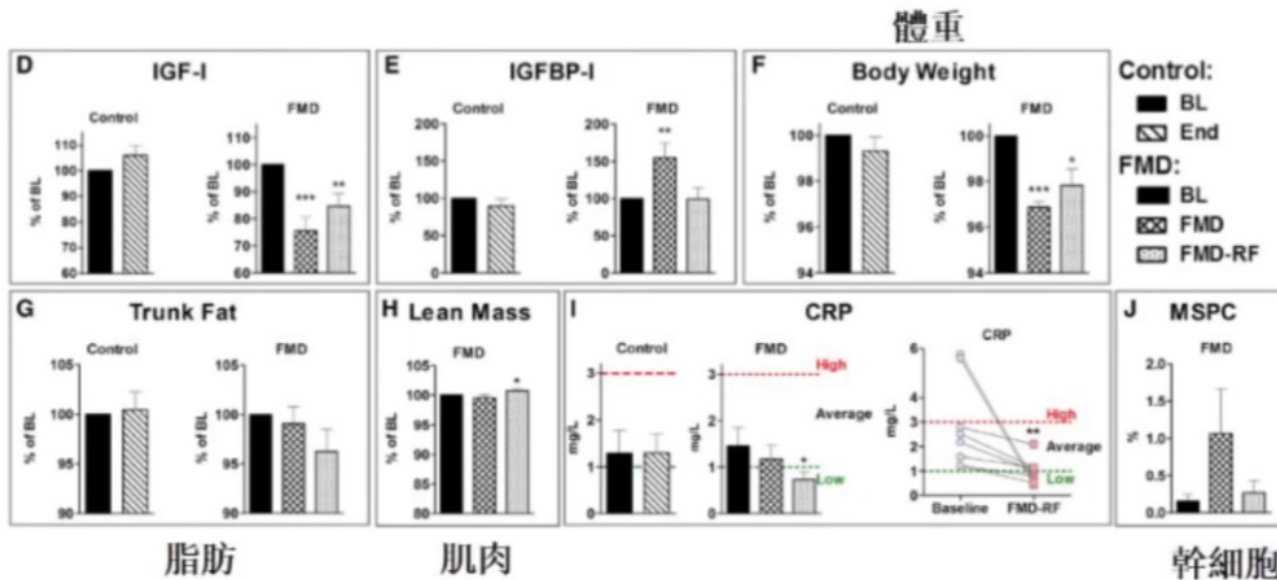 體重
D IGF-I
Control
FMD
% of BL
110
100
90
80
70
60
% of BL
110
100
90
80
70
60
***
**
E IGFBP-I
Control
FMD
% of BL
200
150
100
50
0
% of BL
200
150
100
50
0
**
F Body Weight
Control
FMD
% of BL
100
98
96
94
% of BL
100
98
96
94
***
*
Control:
BL
End
FMD:
BL
FMD
FMD-RF
G Trunk Fat
Control
FMD
% of BL
105
100
95
90
% of BL
105
100
95
90
H Lean Mass
FMD
% of BL
105
100
95
90
85
80
*
I CRP
Control
FMD
mg/L
3
2
1
0
mg/L
3
2
1
0
*
High
Average
Low
CRP
mg/L
6
5
4
3
2
1
0
**
High
Average
Low
Baseline FMD-RF
J MSPC
FMD
%
2.0
1.5
1.0
0.5
0.0
脂肪
肌肉
幹細胞